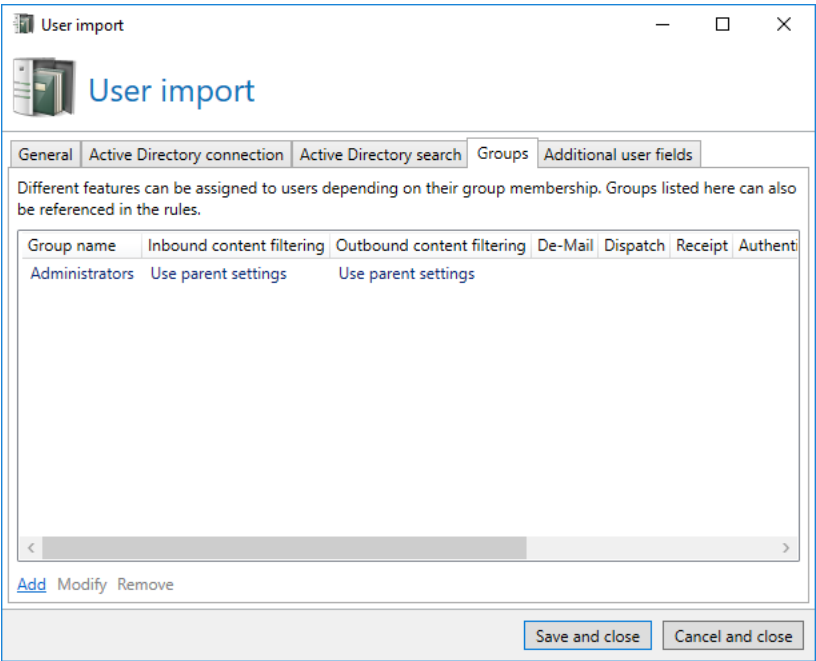 User import
User import
General Active Directory connection Active Directory search Groups Additional user fields
Different features can be assigned to users depending on their group membership. Groups listed here can also
be referenced in the rules.
Group name Inbound content filtering Outbound content filtering De-Mail Dispatch Receipt Authenti
Administrators Use parent settings Use parent settings
Add Modify Remove
Save and close Cancel and close